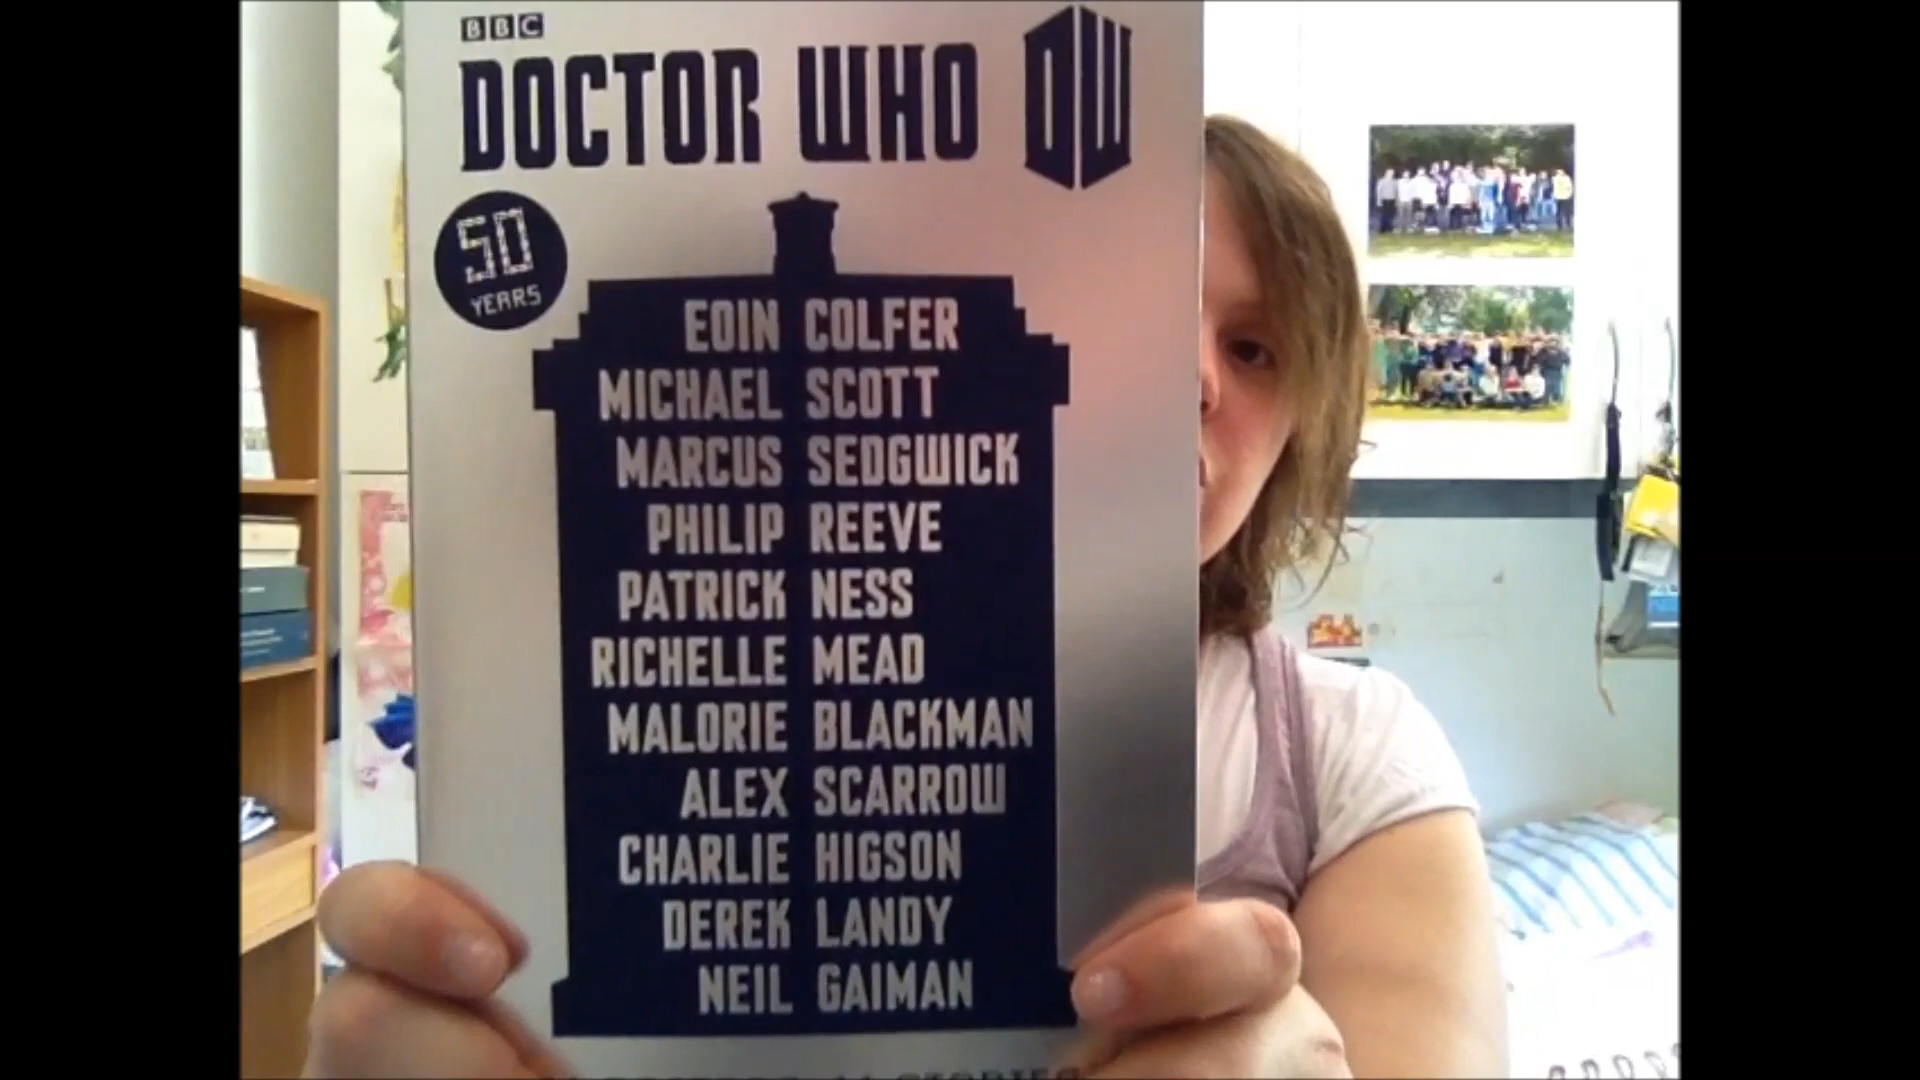 BBC
DOCTOR WHO DW
50
YEARS
EOIN COLFER
MICHAEL SCOTT
MARCUS SEDGWICK
PHILIP REEVE
PATRICK NESS
RICHELLE MEAD
MALORIE BLACKMAN
ALEX SCARROW
CHARLIE HIGSON
DEREK LANDY
NEIL GAIMAN